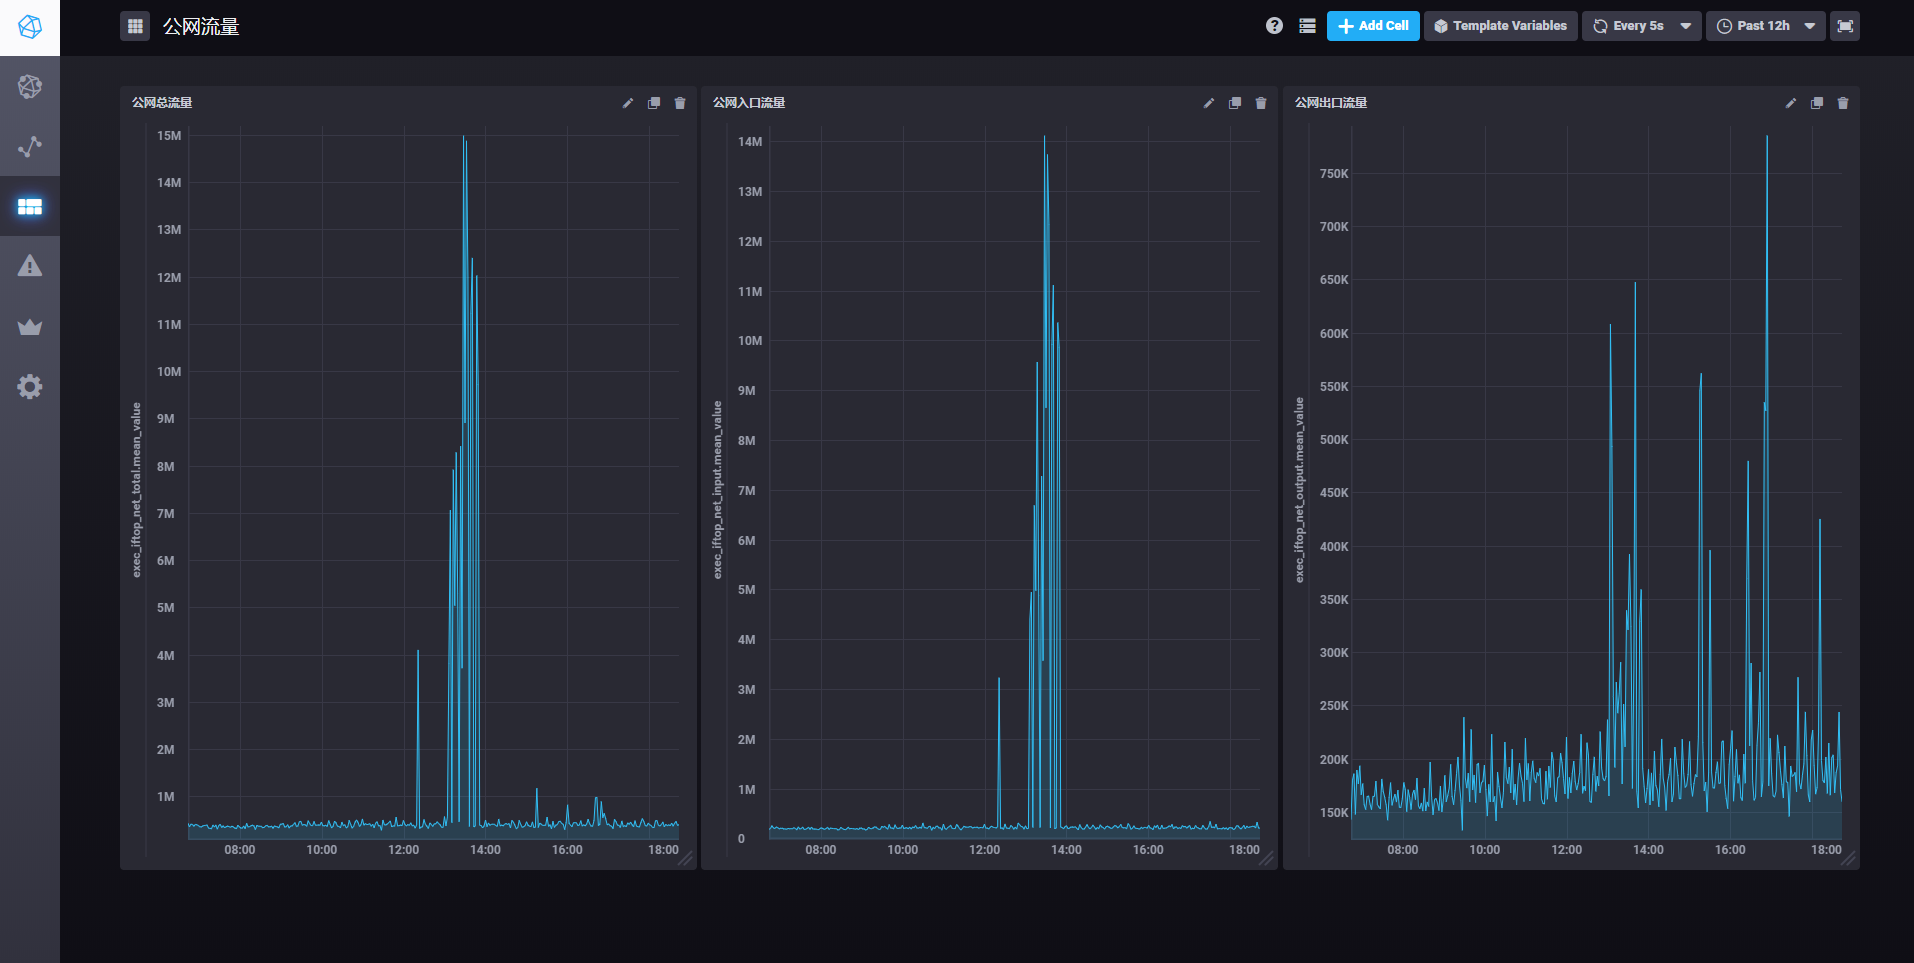 公网流量
Add Cell
Template Variables
Every 5s
Past 12h
公网总流量
exec_iftop_net_total.mean_value
15M
14M
13M
12M
11M
10M
9M
8M
7M
6M
5M
4M
3M
2M
1M
08:00 10:00 12:00 14:00 16:00 18:00
公网入口流量
exec_iftop_net_input.mean_value
14M
13M
12M
11M
10M
9M
8M
7M
6M
5M
4M
3M
2M
1M
0
08:00 10:00 12:00 14:00 16:00 18:00
公网出口流量
exec_iftop_net_output.mean_value
750K
700K
650K
600K
550K
500K
450K
400K
350K
300K
250K
200K
150K
08:00 10:00 12:00 14:00 16:00 18:00